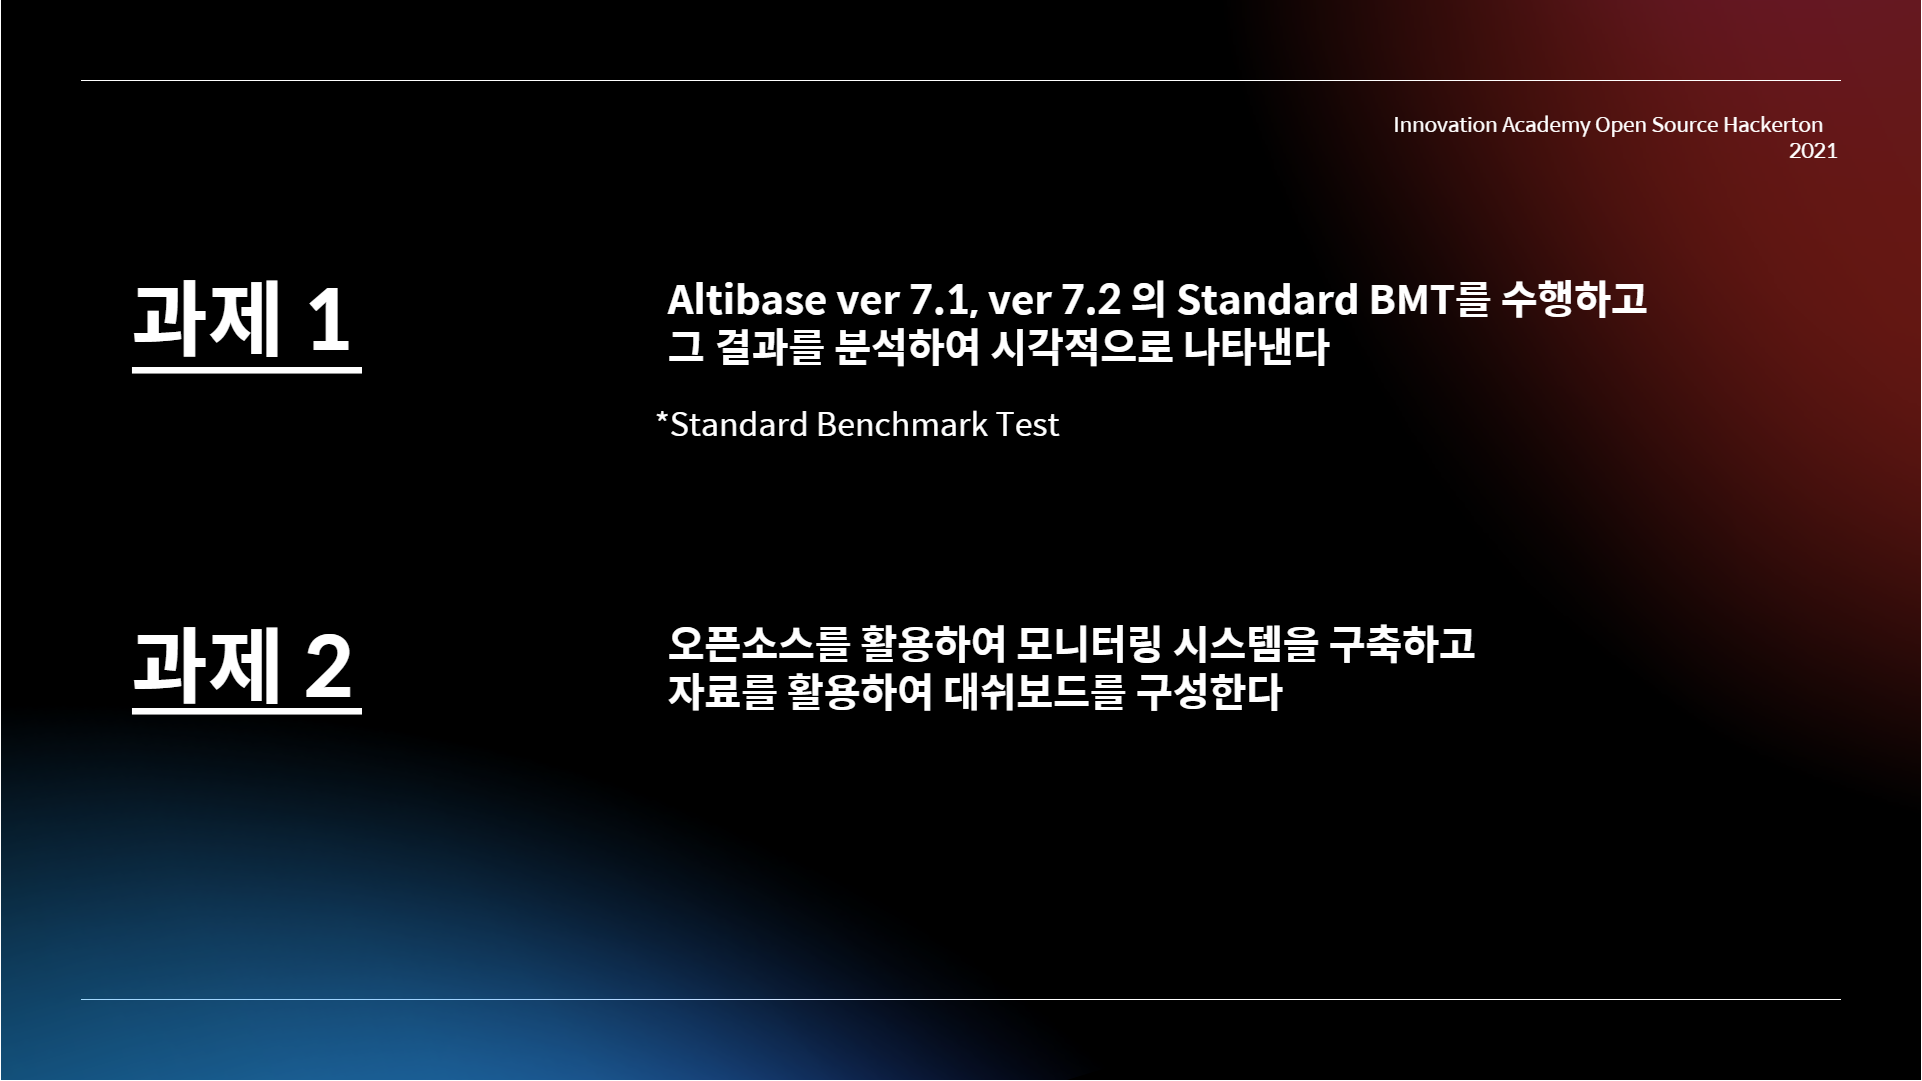 Innovation Academy Open Source Hackerton
2021
과제 1
Altibase ver 7.1, ver 7.2 의 Standard BMT를 수행하고
그 결과를 분석하여 시각적으로 나타낸다
*Standard Benchmark Test
과제 2
오픈소스를 활용하여 모니터링 시스템을 구축하고
자료를 활용하여 대쉬보드를 구성한다